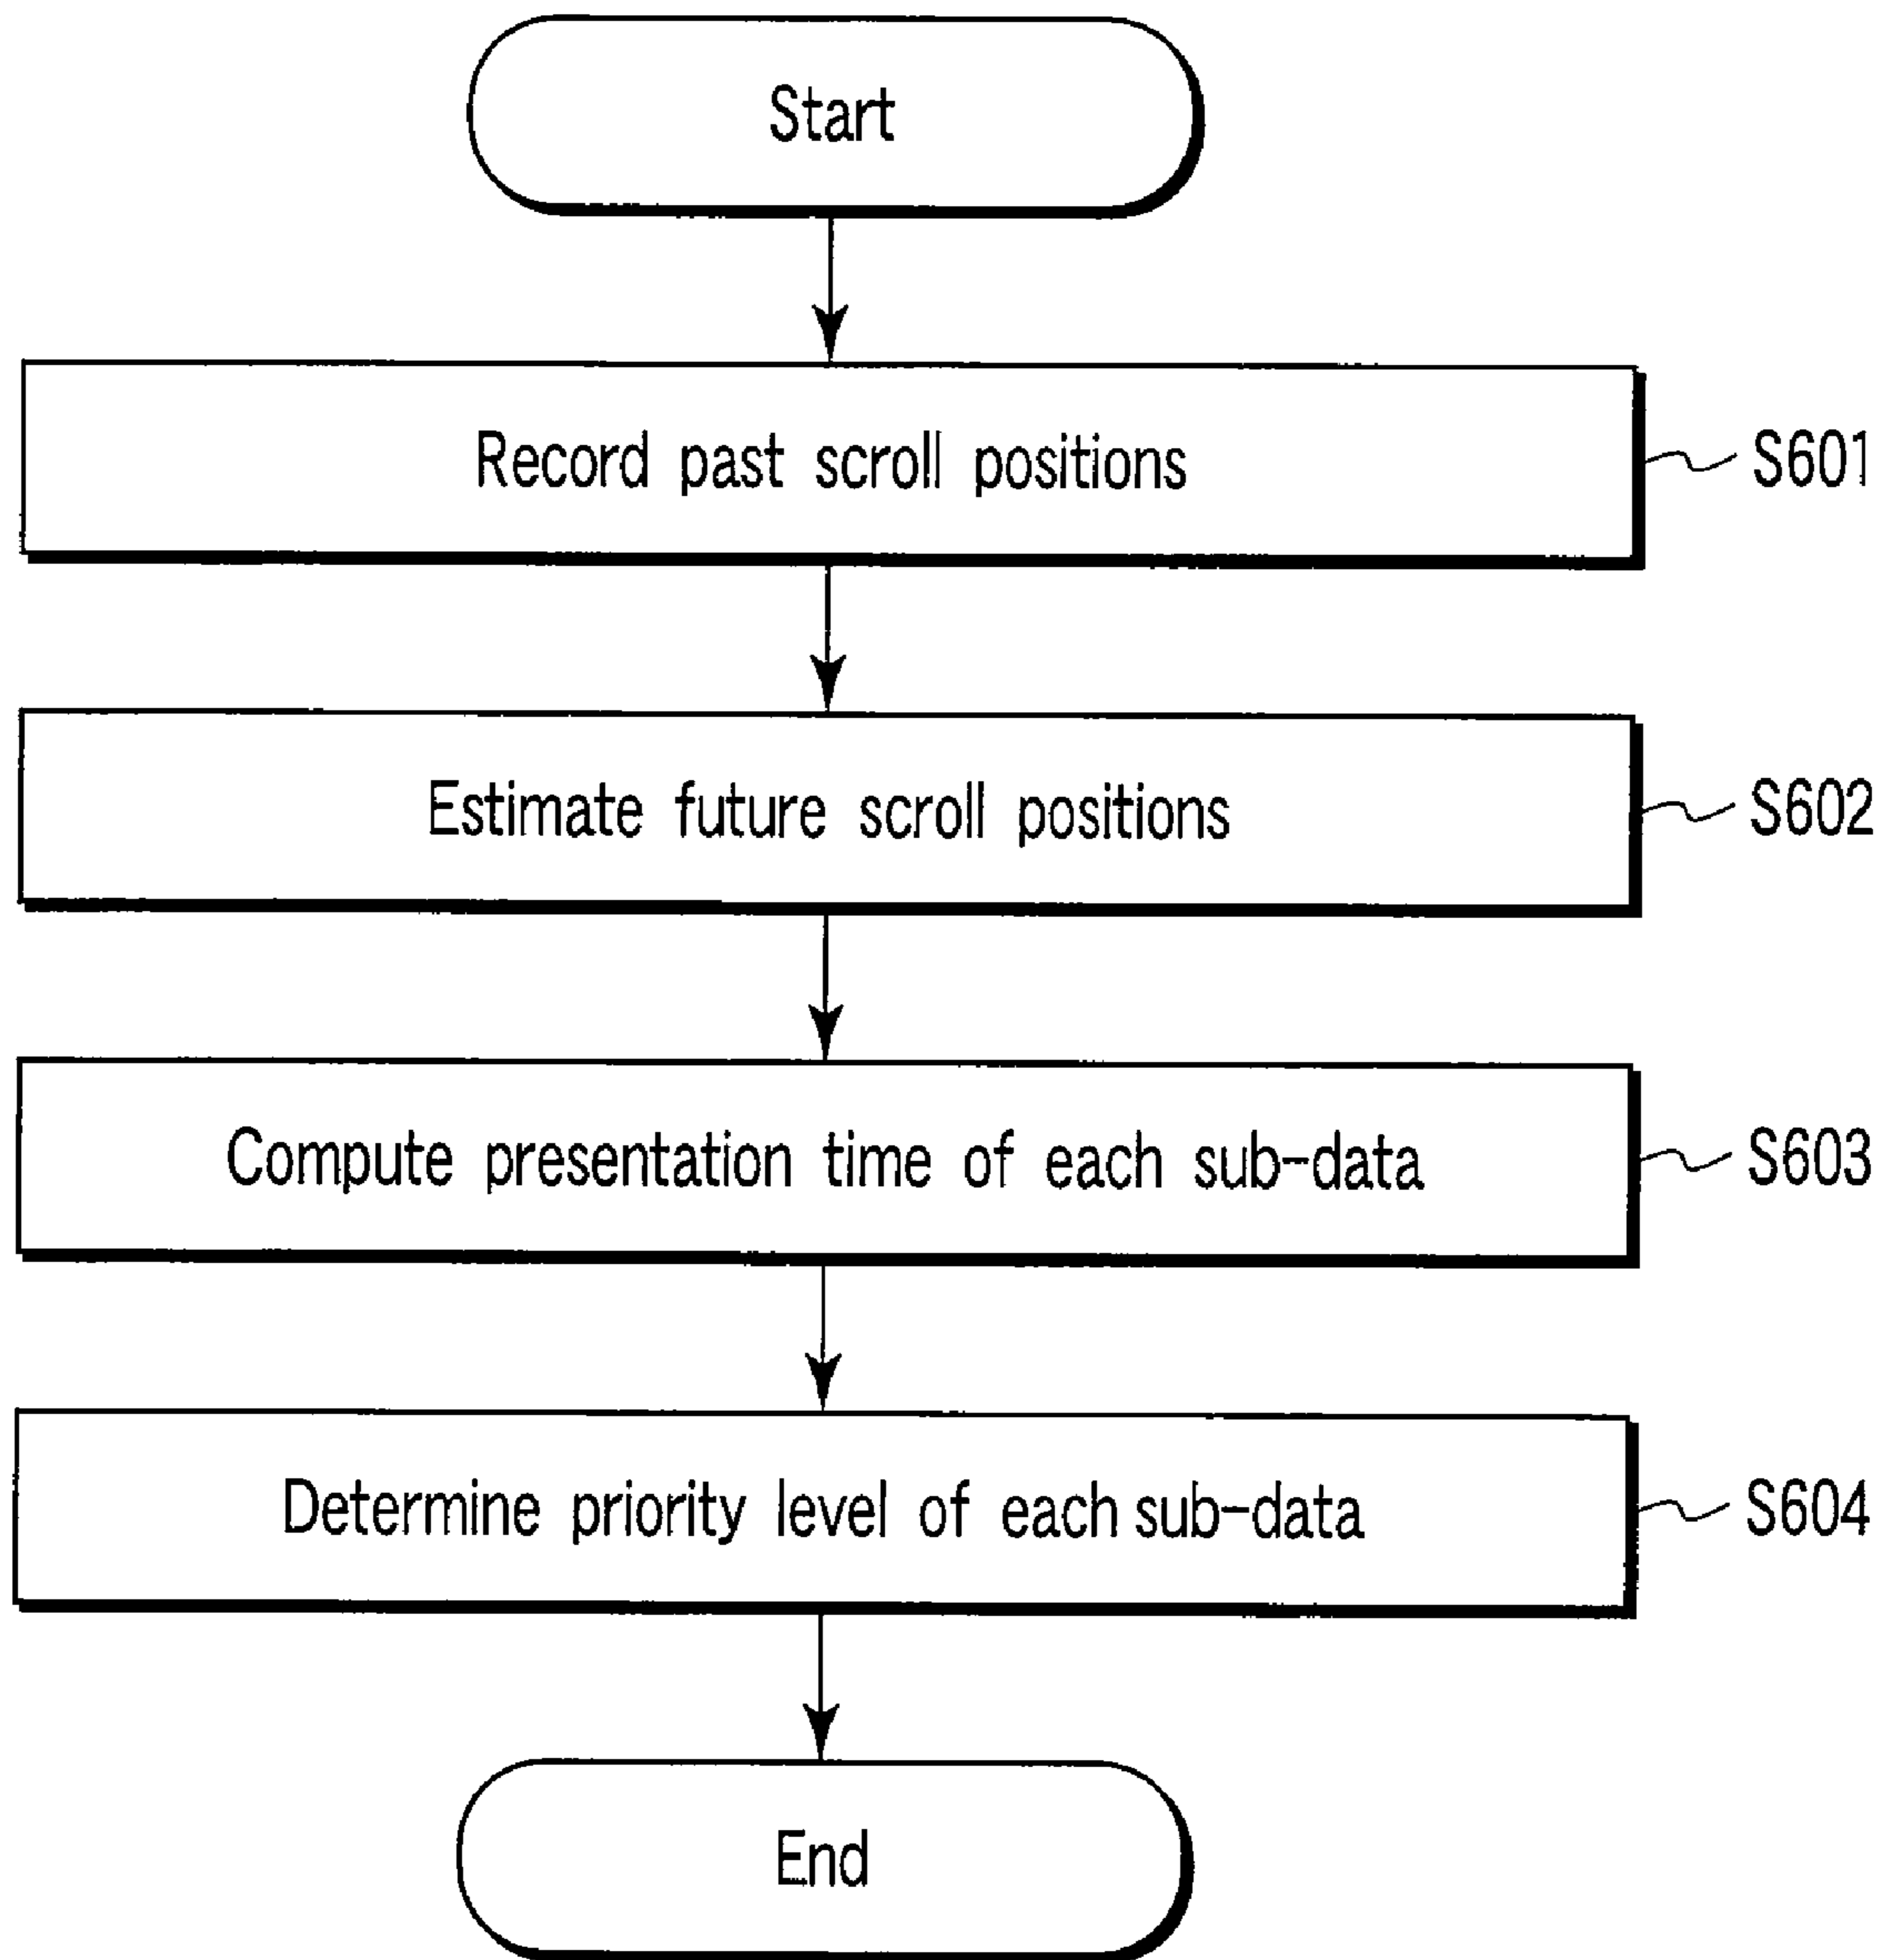 Start
Record past scroll positions
S601
Estimate future scroll positions
S602
Compute presentation time of each sub-data
S603
Determine priority level of each sub-data
S604
End